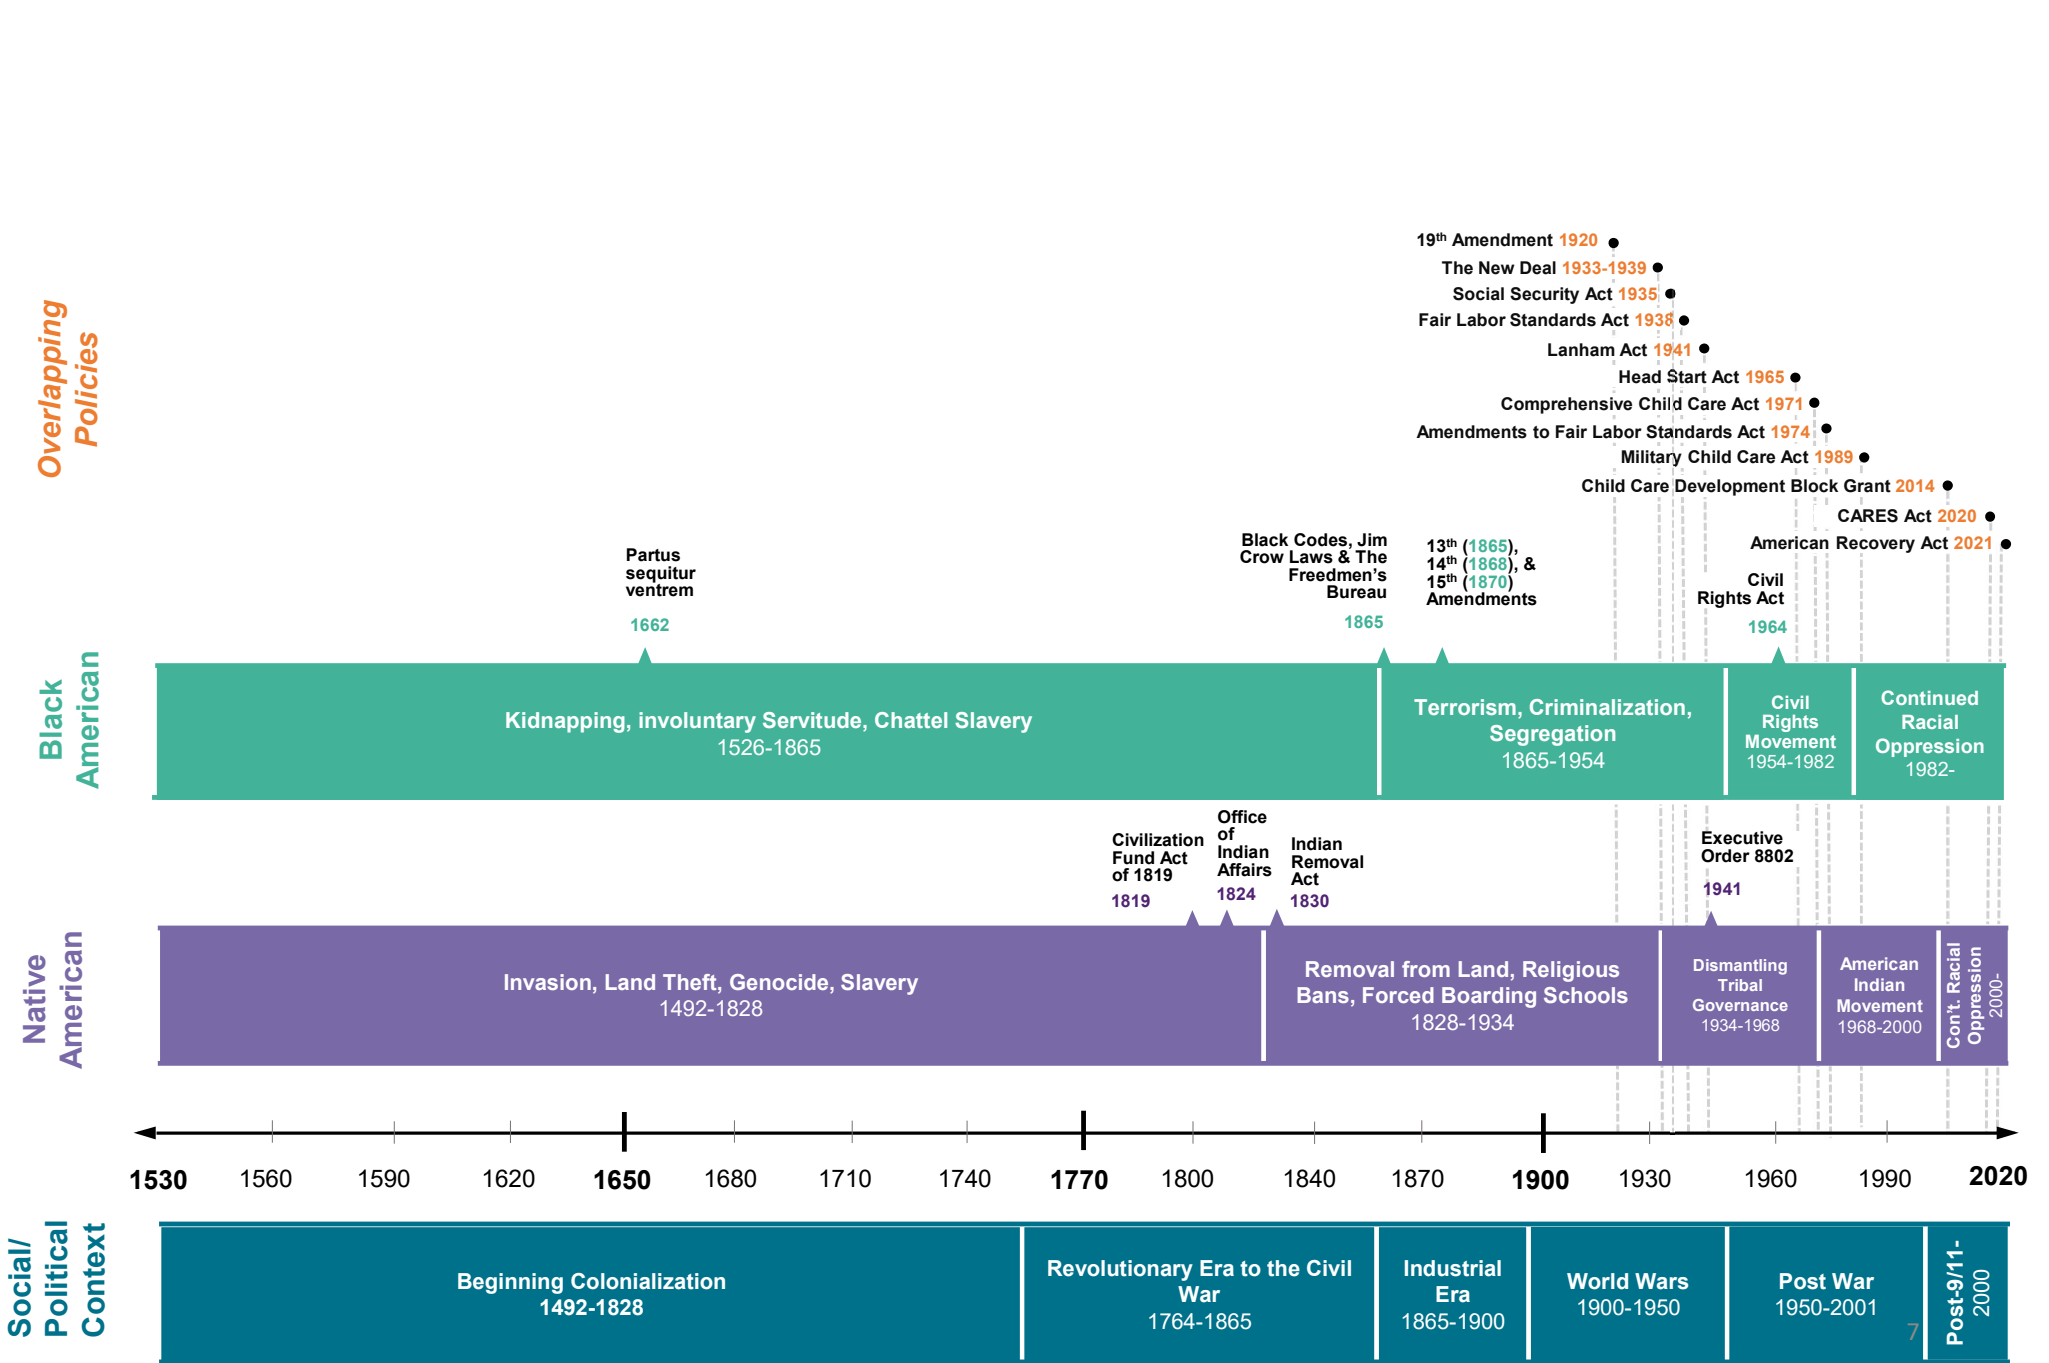 Overlapping
Policies
19th Amendment 1920
The New Deal 1933-1939
Social Security Act 1935
Fair Labor Standards Act 1938
Lanham Act 1941
Head Start Act 1965
Comprehensive Child Care Act 1971
Amendments to Fair Labor Standards Act 1974
Military Child Care Act 1989
Child Care Development Block Grant 2014
CARES Act 2020
American Recovery Act 2021
Partus
sequitur
ventrem
1662
Black Codes, Jim
Crow Laws & The
Freedmen's
Bureau
1865
13th (1865),
14th (1868), &
15th (1870)
Amendments
Civil
Rights Act
1964
Black
American
Kidnapping, involuntary Servitude, Chattel Slavery
1526-1865
Terrorism, Criminalization,
Segregation
1865-1954
Civil
Rights
Movement
1954-1982
Continued
Racial
Oppression
1982-
Civilization
Fund Act
of 1819
1819
Office
of
Indian
Affairs
1824
Indian
Removal
Act
1830
Executive
Order 8802
1941
Native
American
Invasion, Land Theft, Genocide, Slavery
1492-1828
Removal from Land, Religious
Bans, Forced Boarding Schools
1828-1934
Dismantling
Tribal
Governance
1934-1968
American
Indian
Movement
1968-2000
Con't. Racial
Oppression
2000-
1530 1560 1590 1620 1650 1680 1710 1740 1770 1800 1840 1870 1900 1930 1960 1990 2020
Social/
Political
Context
Beginning Colonialization
1492-1828
Revolutionary Era to the Civil
War
1764-1865
Industrial
Era
1865-1900
World Wars
1900-1950
Post War
1950-2001
7
Post-9/11-
2000